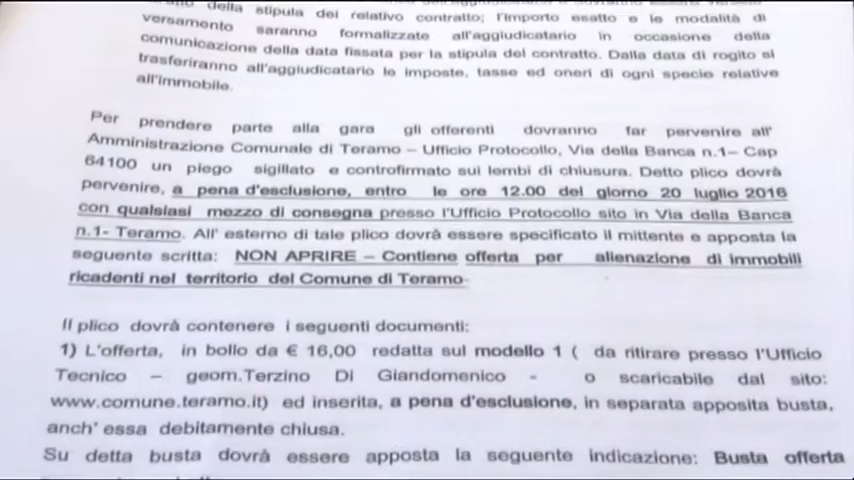 della stipula del relativo contratto; l'importo esatto e le modalità di
versamento saranno formalizzate all'aggiudicatario in occasione della
comunicazione della data fissata per la stipula del contratto. Dalla data di rogito si
trasferiranno all'aggiudicatario le imposte, tasse ed oneri di ogni specie relative
all'immobile.
Per prendere parte alla gara gli offerenti dovranno far pervenire all'
Amministrazione Comunale di Teramo – Ufficio Protocollo, Via della Banca n.1– Cap
64100 un piego sigillato e controfirmato sui lembi di chiusura. Detto plico dovrà
pervenire, a pena d'esclusione, entro le ore 12.00 del giorno 20 luglio 2016
con qualsiasi mezzo di consegna presso l'Ufficio Protocollo sito in Via della Banca
n.1- Teramo. All' esterno di tale plico dovrà essere specificato il mittente e apposta la
seguente scritta: NON APRIRE – Contiene offerta per alienazione di immobili
ricadenti nel territorio del Comune di Teramo
Il plico dovrà contenere i seguenti documenti:
1) L'offerta, in bollo da € 16,00 redatta sul modello 1 ( da ritirare presso l'Ufficio
Tecnico – geom.Terzino Di Giandomenico - o scaricabile dal sito:
www.comune.teramo.it) ed inserita, a pena d'esclusione, in separata apposita busta,
anch' essa debitamente chiusa.
Su detta busta dovrà essere apposta la seguente indicazione: Busta offerta